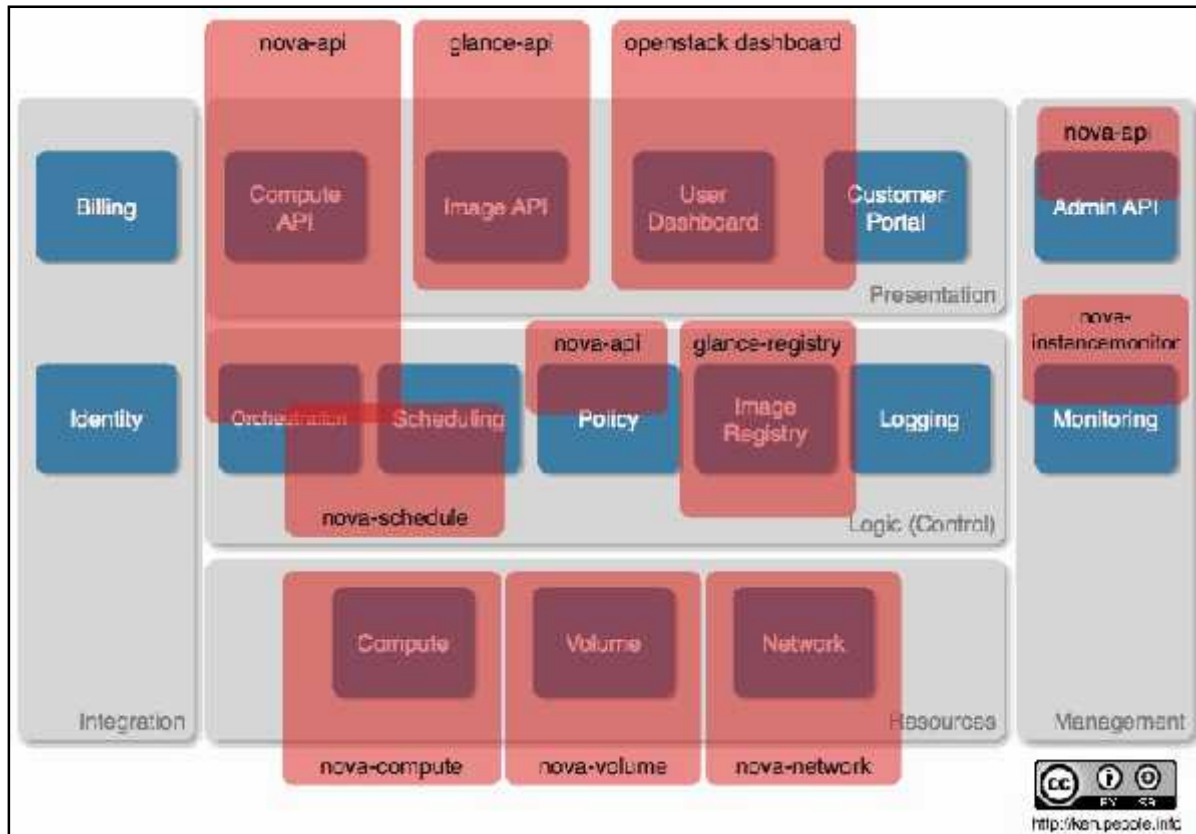 nova-api
glance-api
openstack dashboard
nova-api
Billing
Compute
API
Image API
User
Dashboard
Customer
Portal
Admin API
Presentation
nova-api
glance-registry
nova-
instancemonitor
Identity
Orchestration
Scheduling
Policy
Image
Registry
Logging
Monitoring
nova-schedule
Logic (Control)
Compute
Volume
Network
Integration
Resources
Management
nova-compute
nova-volume
nova-network
cc
BY SA
http://ken.people.info